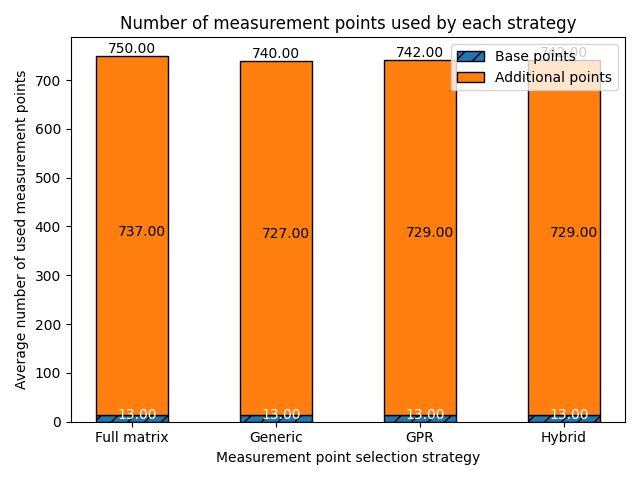 Number of measurement points used by each strategy
750.00
740.00
742.00
742.00
Base points
Additional points
700
600
500
400
300
200
100
0
Average number of used measurement points
737.00
727.00
729.00
729.00
13.00
13.00
13.00
13.00
Full matrix
Generic
GPR
Hybrid
Measurement point selection strategy